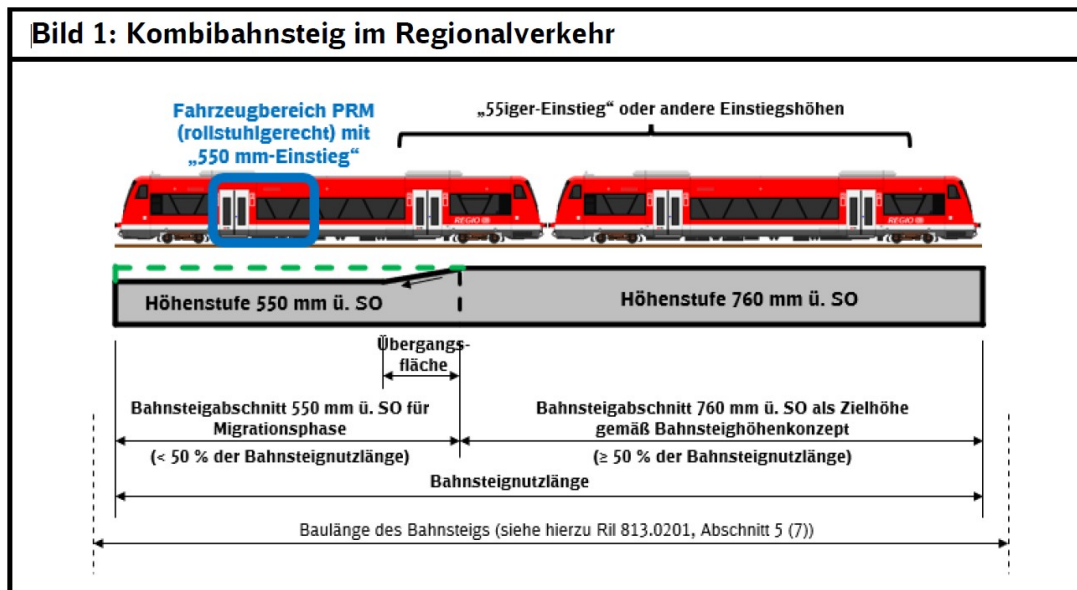 Bild 1: Kombibahnsteig im Regionalverkehr
Fahrzeugbereich PRM
(rollstuhlgerecht) mit
„550 mm-Einstieg“
„55iger-Einstieg“ oder andere Einstiegshöhen
REGIO
REGIO
Höhenstufe 550 mm ü. SO
Höhenstufe 760 mm ü. SO
Übergangs-
fläche
Bahnsteigabschnitt 550 mm ü. SO für
Migrationsphase
(< 50 % der Bahnsteignutzlänge)
Bahnsteigabschnitt 760 mm ü. SO als Zielhöhe
gemäß Bahnsteighöhenkonzept
(≥ 50 % der Bahnsteignutzlänge)
Bahnsteignutzlänge
Baulänge des Bahnsteigs (siehe hierzu Ril 813.0201, Abschnitt 5 (7))